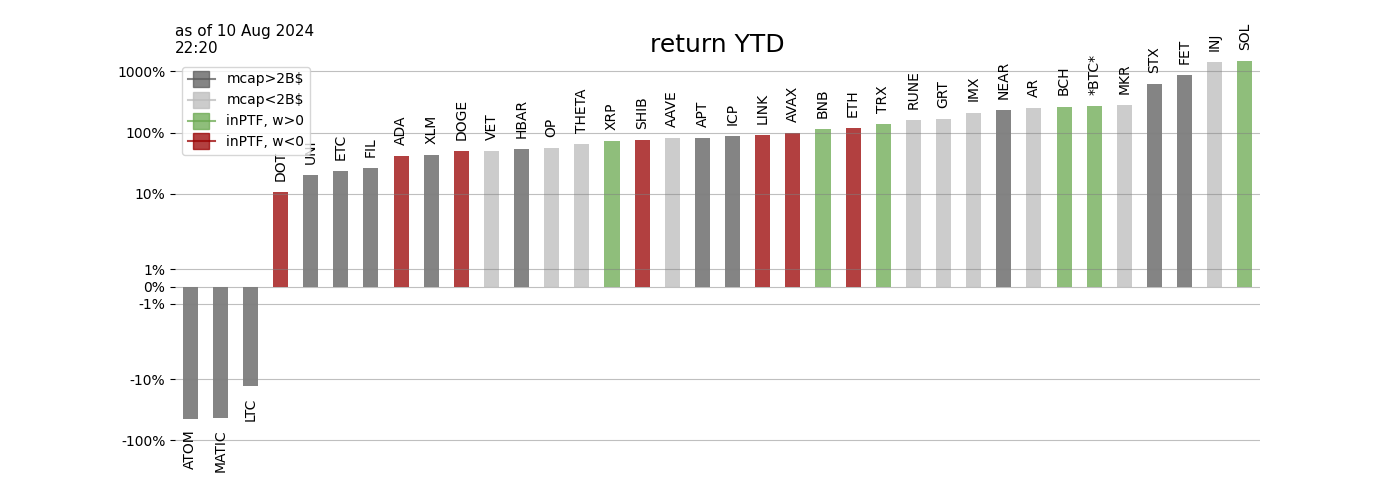 as of 10 Aug 2024
22:20
return YTD
mcap>2B$
mcap<2B$
inPTF, w>0
inPTF, w<0
1000%
100%
10%
1%
0%
-1%
-10%
-100%
ATOM
MATIC
LTC
DOT
UNI
ETC
FIL
ADA
XLM
DOGE
VET
HBAR
OP
THETA
XRP
SHIB
AAVE
APT
ICP
LINK
AVAX
BNB
ETH
TRX
RUNE
GRT
IMX
NEAR
AR
BCH
*BTC*
MKR
STX
FET
INJ
SOL